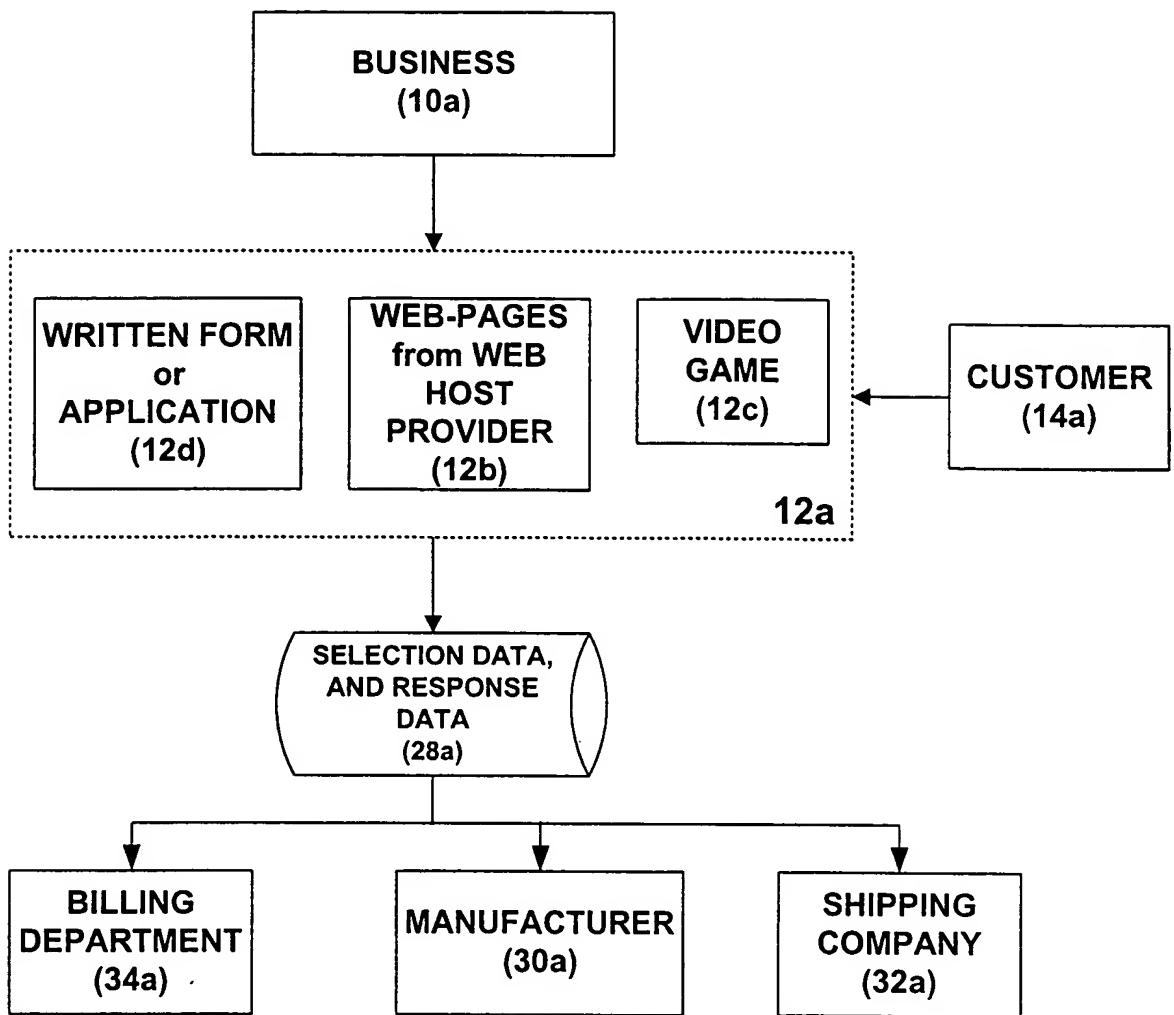 BUSINESS
(10a)
WRITTEN FORM
or
APPLICATION
(12d)
WEB-PAGES
from WEB
HOST
PROVIDER
(12b)
VIDEO
GAME
(12c)
12a
CUSTOMER
(14a)
SELECTION DATA,
AND RESPONSE
DATA
(28a)
BILLING
DEPARTMENT
(34a)
MANUFACTURER
(30a)
SHIPPING
COMPANY
(32a)